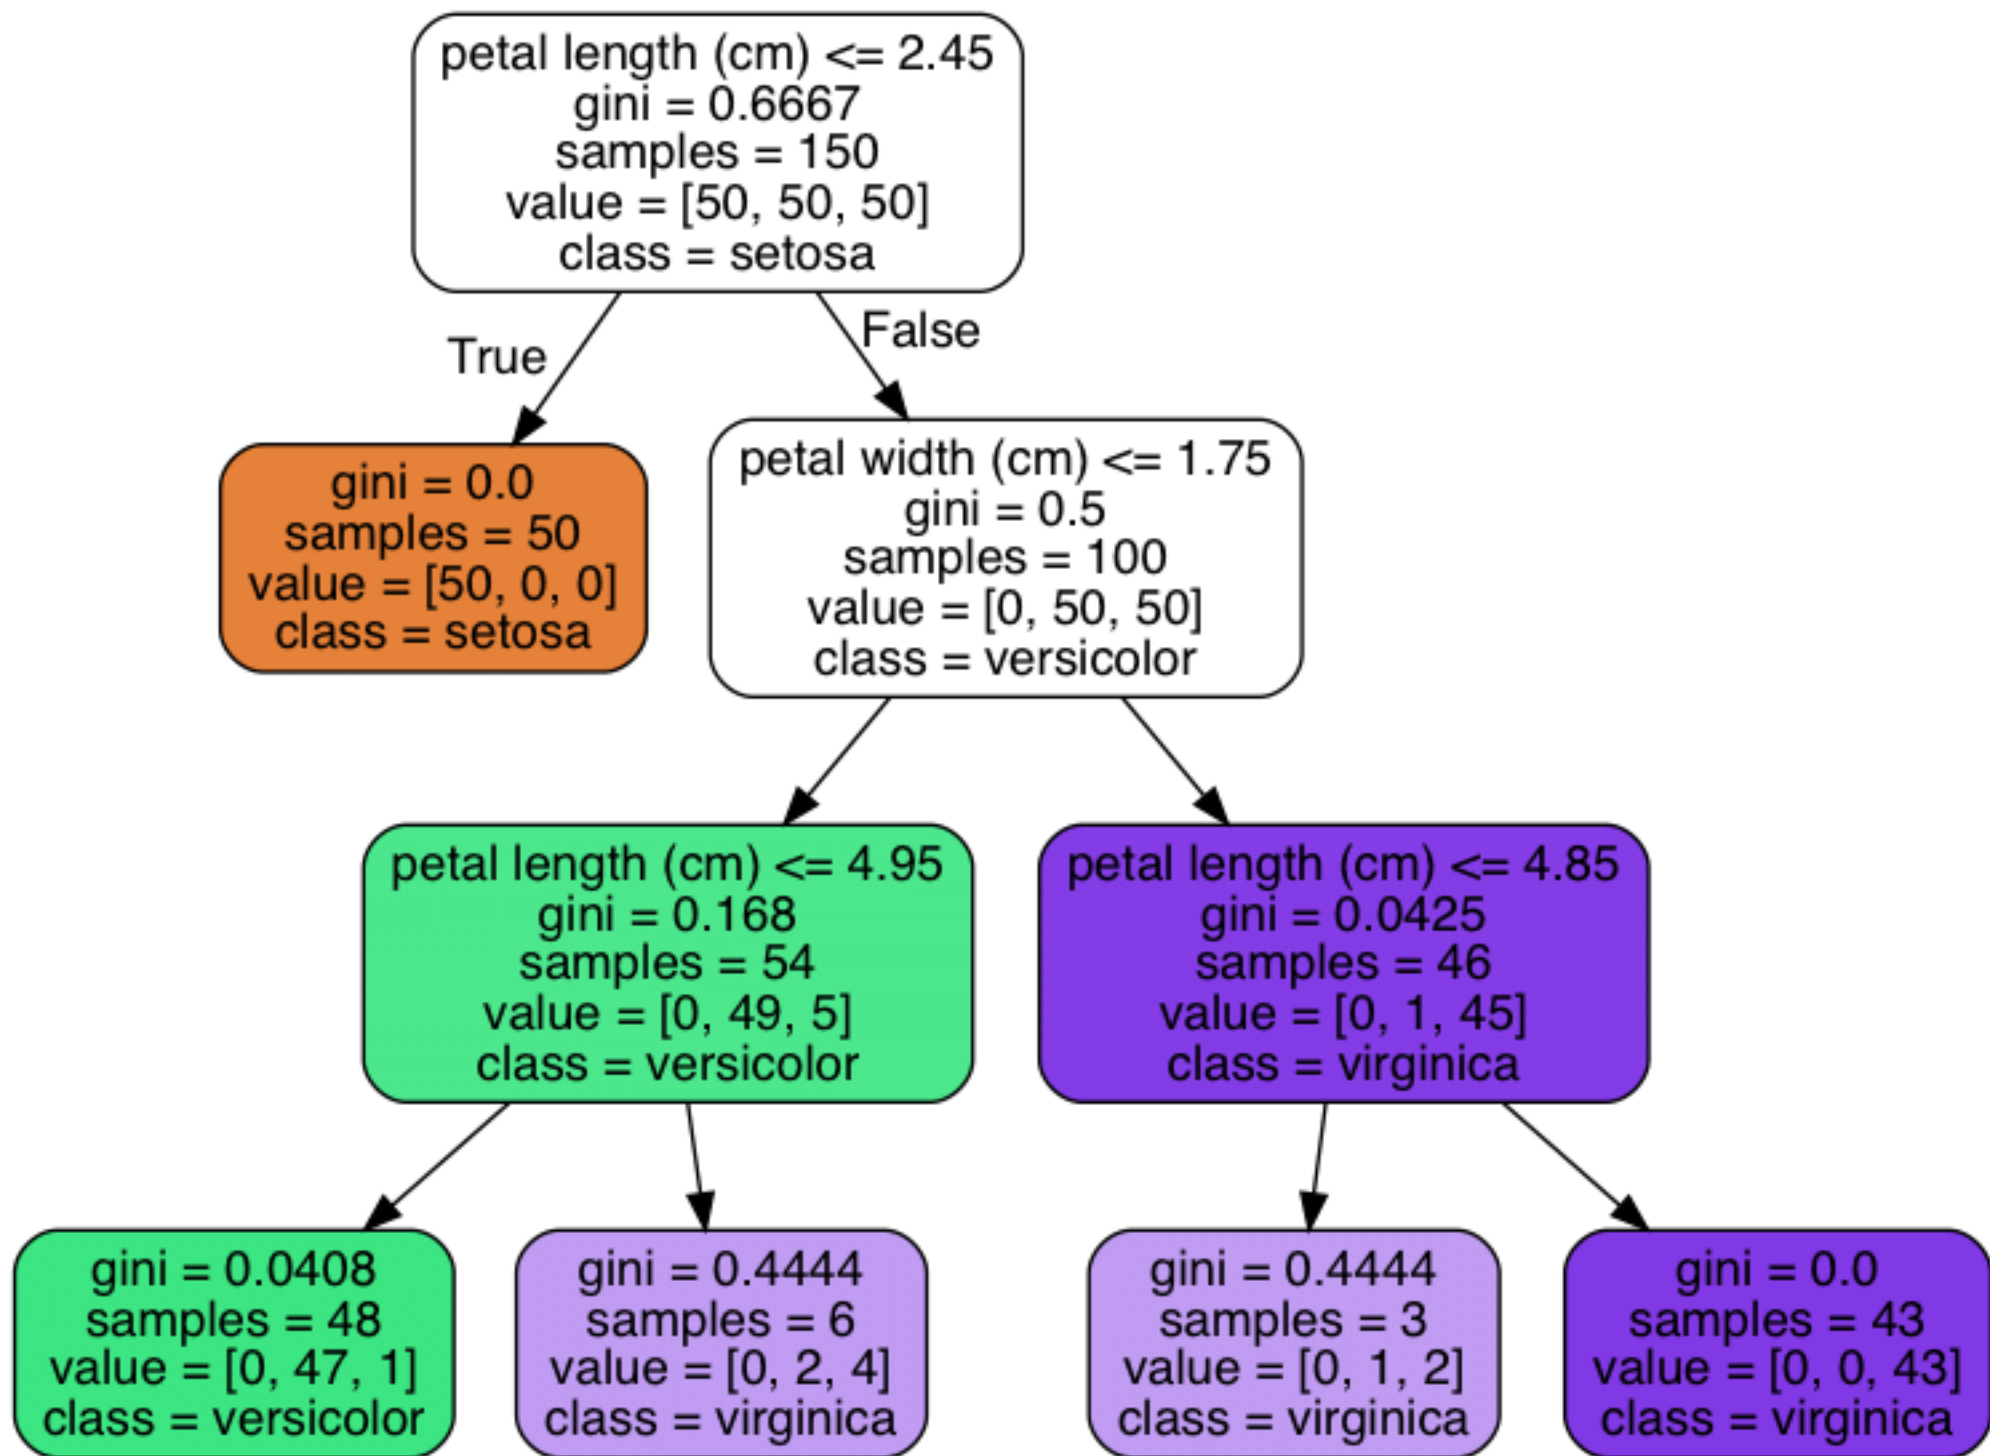 petal length (cm) <= 2.45
gini = 0.6667
samples = 150
value = [50, 50, 50]
class = setosa
True
False
gini = 0.0
samples = 50
value = [50, 0, 0]
class = setosa
petal width (cm) <= 1.75
gini = 0.5
samples = 100
value = [0, 50, 50]
class = versicolor
petal length (cm) <= 4.95
gini = 0.168
samples = 54
value = [0, 49, 5]
class = versicolor
petal length (cm) <= 4.85
gini = 0.0425
samples = 46
value = [0, 1, 45]
class = virginica
gini = 0.0408
samples = 48
value = [0, 47, 1]
class = versicolor
gini = 0.4444
samples = 6
value = [0, 2, 4]
class = virginica
gini = 0.4444
samples = 3
value = [0, 1, 2]
class = virginica
gini = 0.0
samples = 43
value = [0, 0, 43]
class = virginica